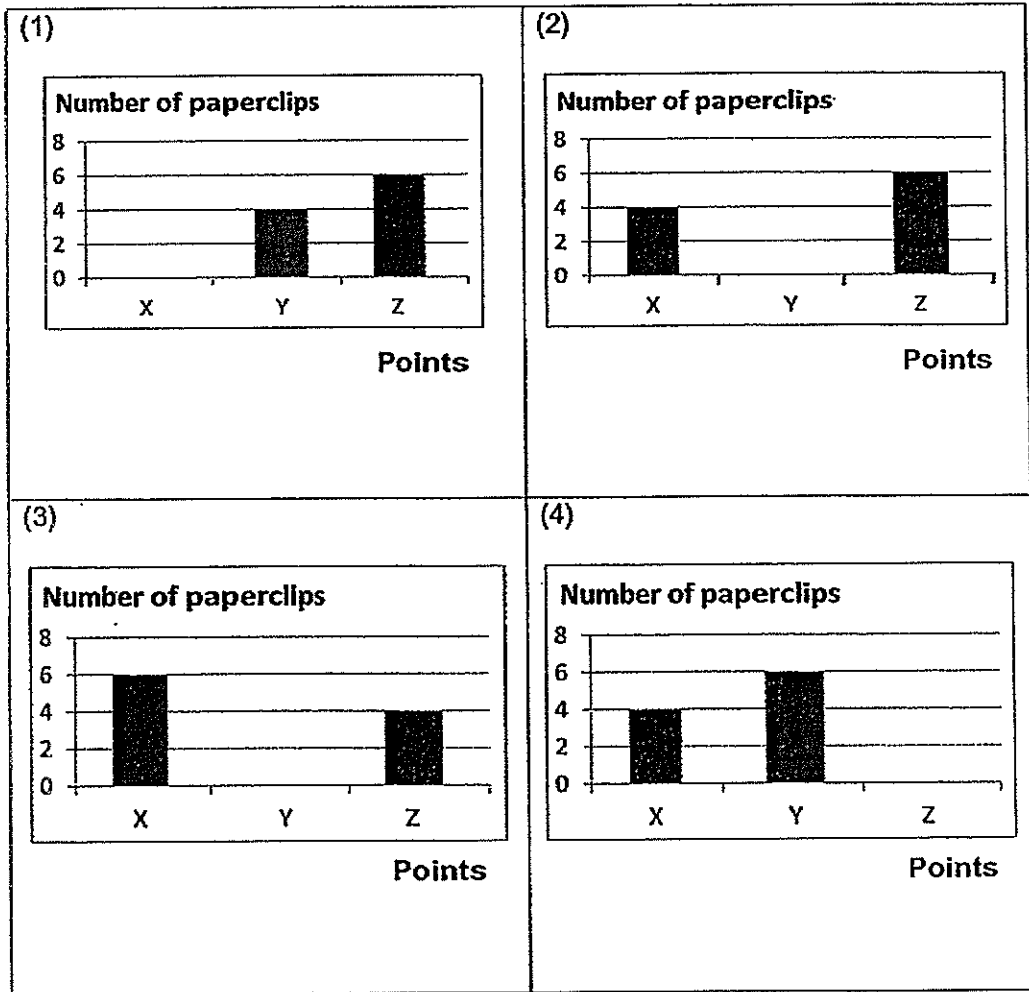 (1)
Number of paperclips
8
6
4
2
0
X Y Z
Points
(2)
Number of paperclips
8
6
4
2
0
X Y Z
Points
(3)
Number of paperclips
8
6
4
2
0
X Y Z
Points
(4)
Number of paperclips
8
6
4
2
0
X Y Z
Points